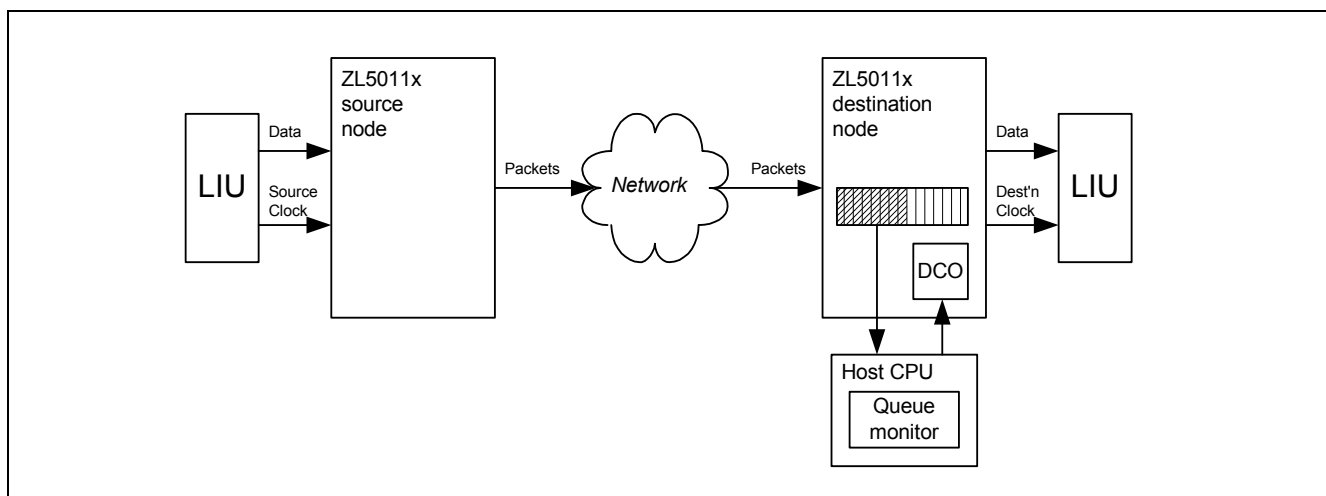 LIU
Data
Source
Clock
ZL5011x
source
node
Packets
Network
Packets
ZL5011x
destination
node
DCO
Data
Dest'n
Clock
LIU
Host CPU
Queue
monitor